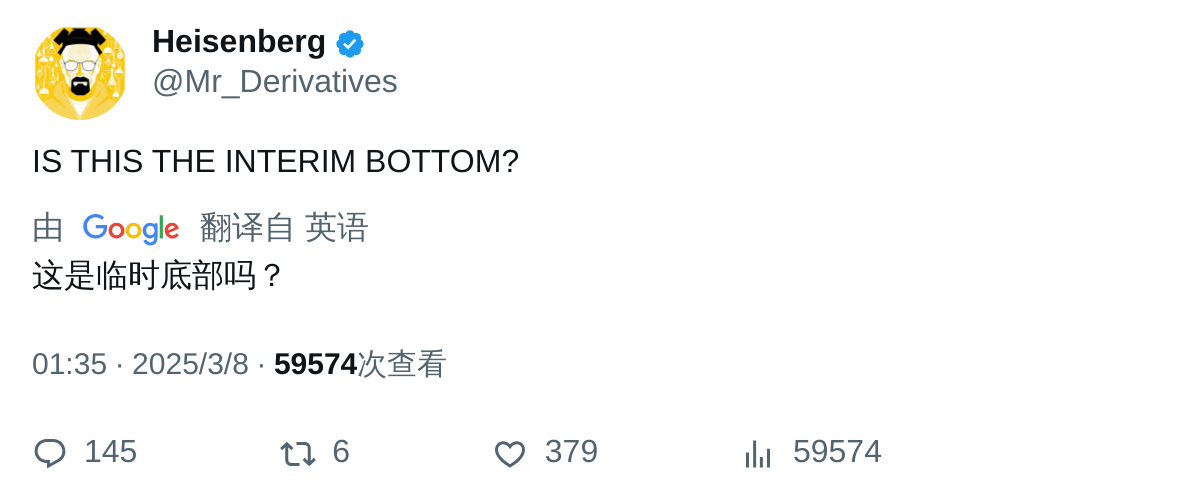 Heisenberg
@Mr_Derivatives
IS THIS THE INTERIM BOTTOM?
由 Google 翻译自 英语
这是临时底部吗？
01:35 · 2025/3/8 · 59574次查看
145 6 379 59574